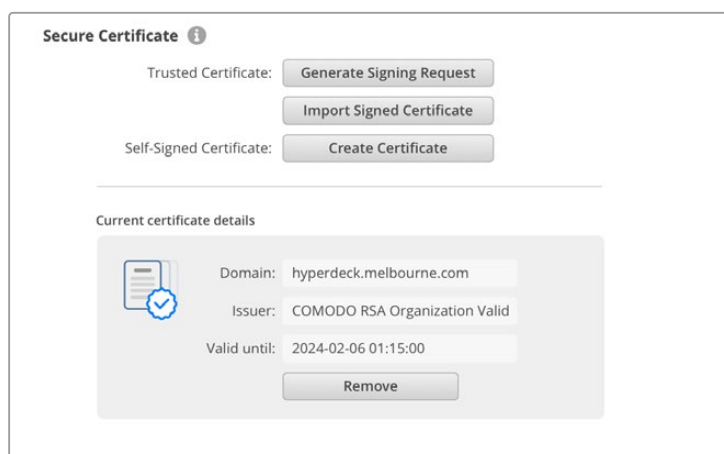 Secure Certificate
Trusted Certificate: Generate Signing Request
Import Signed Certificate
Self-Signed Certificate: Create Certificate
Current certificate details
Domain: hyperdeck.melbourne.com
Issuer: COMODO RSA Organization Valid
Valid until: 2024-02-06 01:15:00
Remove